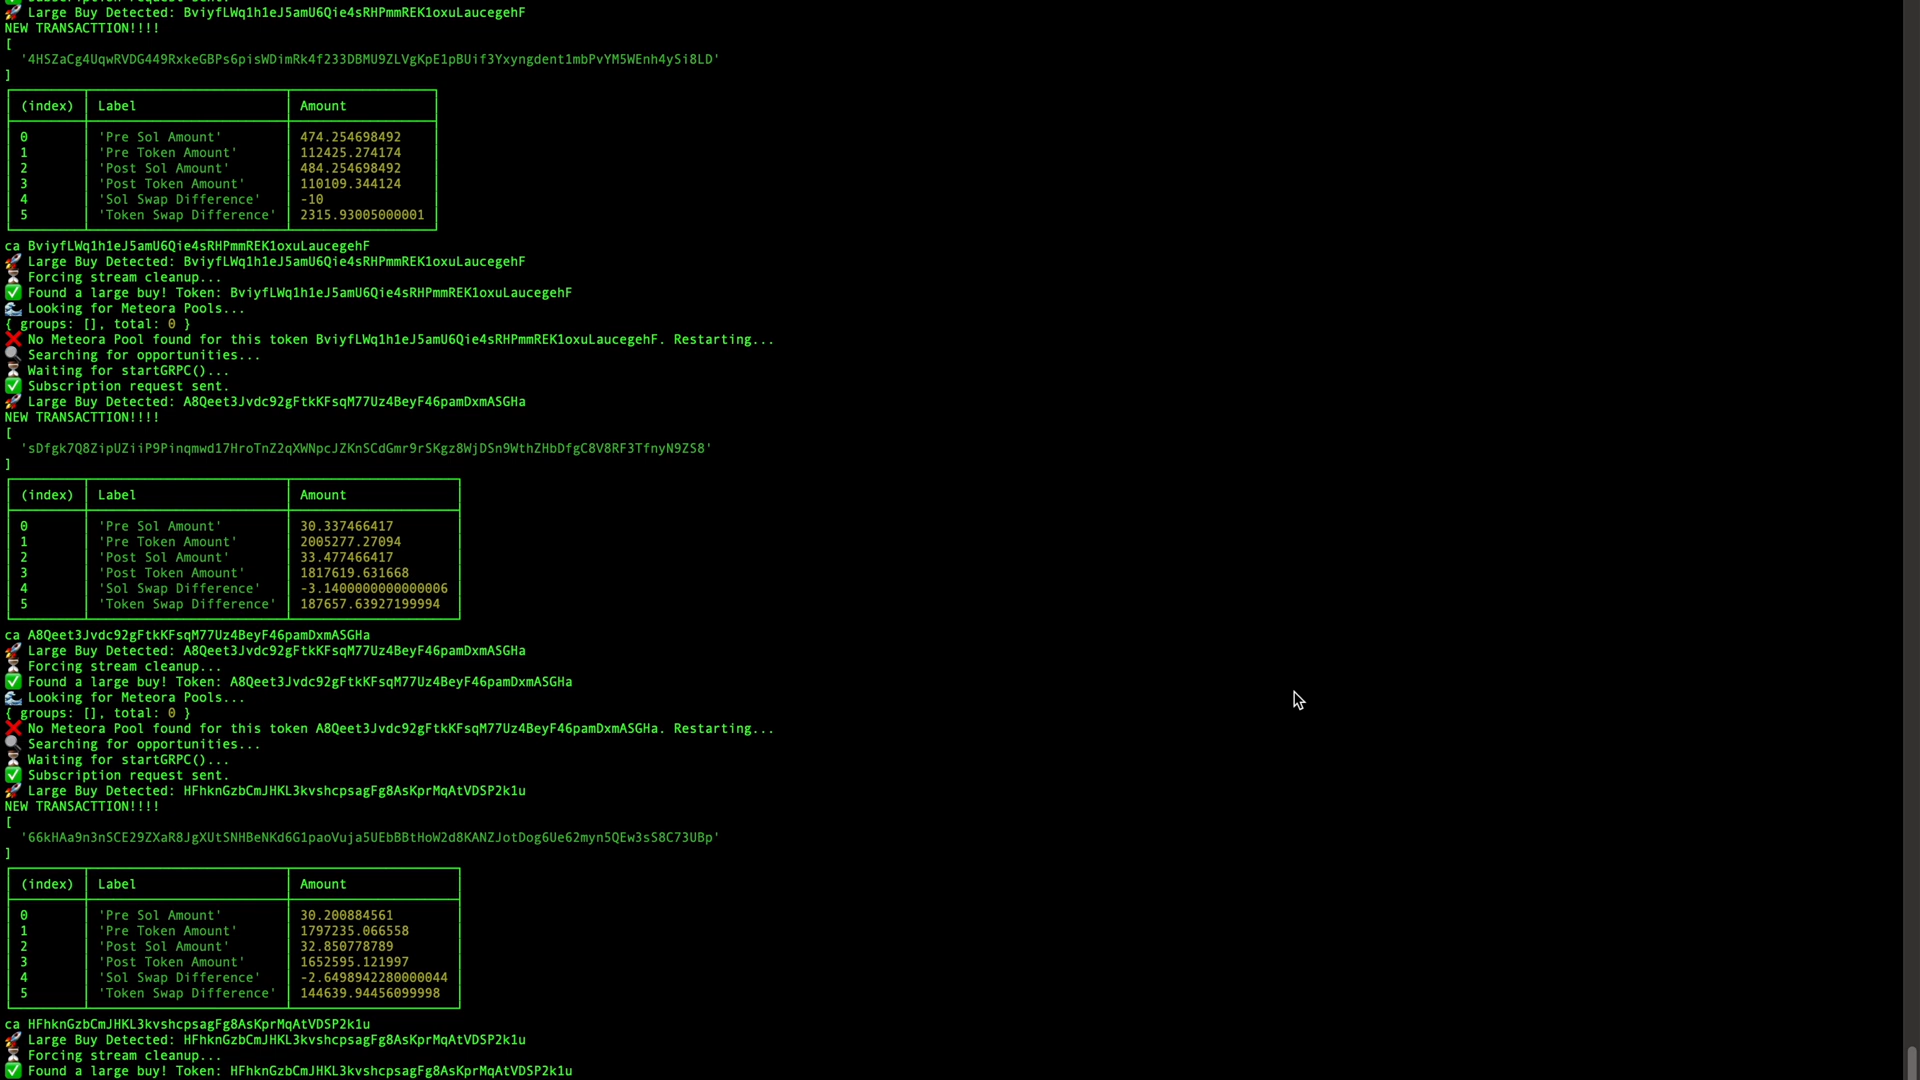 🚀 Large Buy Detected: BviyfLWq1h1eJ5amU6Qie4sRHPmmREK1oxuLaucegehF
NEW TRANSACTTION!!!!
[
'4HSZaCg4UqwRVDG449RxkeGBPs6pisWDimRk4f233DBMU9ZLVgKpE1pBUif3Yxyngdent1mbPvYM5WEnh4ySi8LD'
]
(index) Label Amount
0 'Pre Sol Amount' 474.254698492
1 'Pre Token Amount' 112425.274174
2 'Post Sol Amount' 484.254698492
3 'Post Token Amount' 110109.344124
4 'Sol Swap Difference' -10
5 'Token Swap Difference' 2315.93005000001
ca BviyfLWq1h1eJ5amU6Qie4sRHPmmREK1oxuLaucegehF
🚀 Large Buy Detected: BviyfLWq1h1eJ5amU6Qie4sRHPmmREK1oxuLaucegehF
⏳ Forcing stream cleanup...
✅ Found a large buy! Token: BviyfLWq1h1eJ5amU6Qie4sRHPmmREK1oxuLaucegehF
🌊 Looking for Meteora Pools...
{ groups: [], total: 0 }
❌ No Meteora Pool found for this token BviyfLWq1h1eJ5amU6Qie4sRHPmmREK1oxuLaucegehF. Restarting...
🔍 Searching for opportunities...
⏳ Waiting for startGRPC()...
✅ Subscription request sent.
🚀 Large Buy Detected: A8Qeet3Jvdc92gFtkKFsqM77Uz4BeyF46pamDxmASGHa
NEW TRANSACTTION!!!!
[
'sDfgk7Q8ZipUZiiP9Pinqmwd17HroTnZ2qXWNpcJZKnSCdGmr9rSKgz8WjDSn9WthZHbDfgC8V8RF3TfnyN9ZS8'
]
(index) Label Amount
0 'Pre Sol Amount' 30.337466417
1 'Pre Token Amount' 2005277.27094
2 'Post Sol Amount' 33.477466417
3 'Post Token Amount' 1817619.631668
4 'Sol Swap Difference' -3.1400000000000006
5 'Token Swap Difference' 187657.63927199994
ca A8Qeet3Jvdc92gFtkKFsqM77Uz4BeyF46pamDxmASGHa
🚀 Large Buy Detected: A8Qeet3Jvdc92gFtkKFsqM77Uz4BeyF46pamDxmASGHa
⏳ Forcing stream cleanup...
✅ Found a large buy! Token: A8Qeet3Jvdc92gFtkKFsqM77Uz4BeyF46pamDxmASGHa
🌊 Looking for Meteora Pools...
{ groups: [], total: 0 }
❌ No Meteora Pool found for this token A8Qeet3Jvdc92gFtkKFsqM77Uz4BeyF46pamDxmASGHa. Restarting...
🔍 Searching for opportunities...
⏳ Waiting for startGRPC()...
✅ Subscription request sent.
🚀 Large Buy Detected: HFhknGzbCmJHKL3kvshcpsagFg8AsKprMqAtVDSP2k1u
NEW TRANSACTTION!!!!
[
'66kHAa9n3nSCE29ZXaR8JgXUtSNHBeNKd6G1paoVuja5UEbBBtHoW2d8KANZJotDog6Ue62myn5QEw3sS8C73UBp'
]
(index) Label Amount
0 'Pre Sol Amount' 30.200884561
1 'Pre Token Amount' 1797235.066558
2 'Post Sol Amount' 32.850778789
3 'Post Token Amount' 1652595.121997
4 'Sol Swap Difference' -2.6498942280000044
5 'Token Swap Difference' 144639.94456099998
ca HFhknGzbCmJHKL3kvshcpsagFg8AsKprMqAtVDSP2k1u
🚀 Large Buy Detected: HFhknGzbCmJHKL3kvshcpsagFg8AsKprMqAtVDSP2k1u
⏳ Forcing stream cleanup...
✅ Found a large buy! Token: HFhknGzbCmJHKL3kvshcpsagFg8AsKprMqAtVDSP2k1u